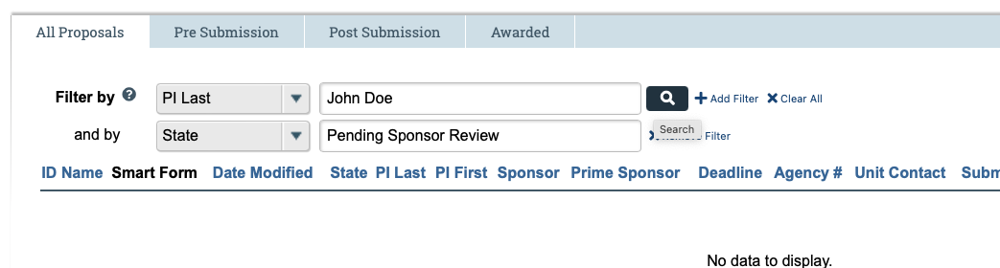 All Proposals Pre Submission Post Submission Awarded
Filter by ? PI Last John Doe Add Filter Clear All
and by State Pending Sponsor Review Filter
Search
ID Name Smart Form Date Modified State PI Last PI First Sponsor Prime Sponsor Deadline Agency # Unit Contact Subm
No data to display.